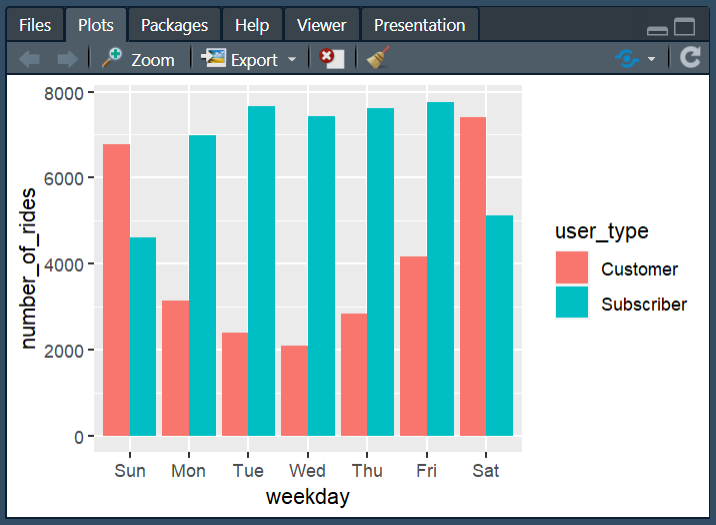 Files Plots Packages Help Viewer Presentation
Zoom Export
number_of_rides
8000
6000
4000
2000
0
Sun Mon Tue Wed Thu Fri Sat
weekday
user_type
Customer
Subscriber